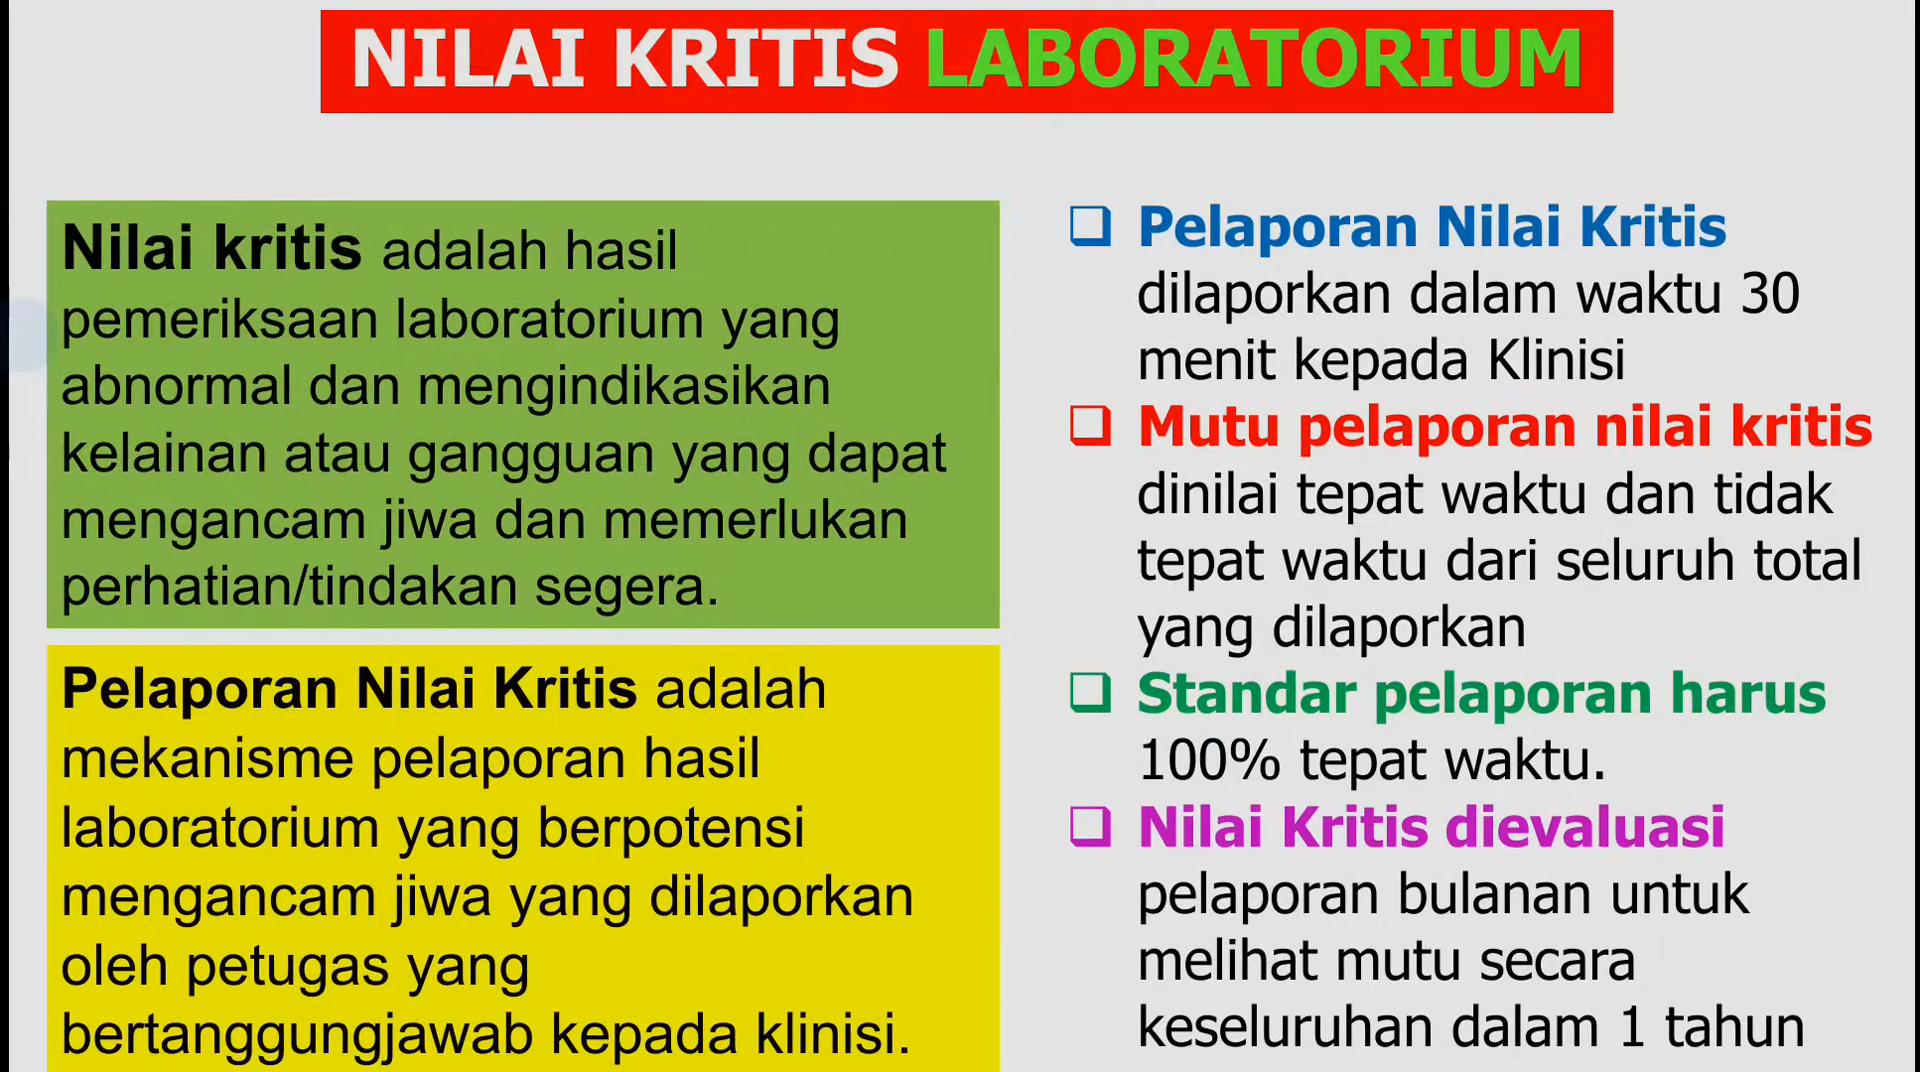 NILAI KRITIS LABORATORIUM
Nilai kritis adalah hasil
pemeriksaan laboratorium yang
abnormal dan mengindikasikan
kelainan atau gangguan yang dapat
mengancam jiwa dan memerlukan
perhatian/tindakan segera.
Pelaporan Nilai Kritis adalah
mekanisme pelaporan hasil
laboratorium yang berpotensi
mengancam jiwa yang dilaporkan
oleh petugas yang
bertanggungjawab kepada klinisi.
Pelaporan Nilai Kritis
dilaporkan dalam waktu 30
menit kepada Klinisi
Mutu pelaporan nilai kritis
dinilai tepat waktu dan tidak
tepat waktu dari seluruh total
yang dilaporkan
Standar pelaporan harus
100% tepat waktu.
Nilai Kritis dievaluasi
pelaporan bulanan untuk
melihat mutu secara
keseluruhan dalam 1 tahun